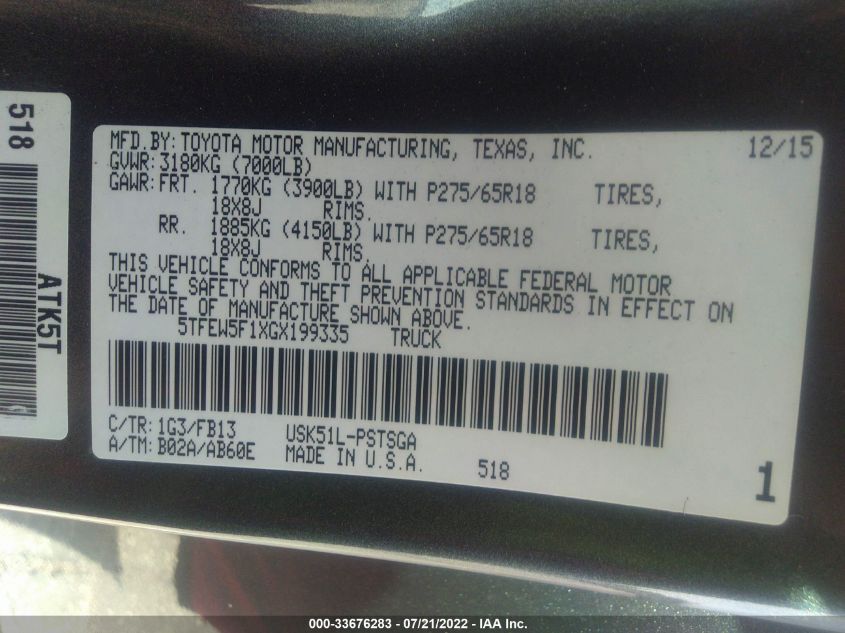 518
ATK5T
MFD.BY: TOYOTA MOTOR MANUFACTURING, TEXAS, INC. 12/15
GVWR: 3180KG (7000LB)
GAWR: FRT. 1770KG (3900LB) WITH P275/65R18 TIRES,
18X8J RIMS.
RR. 1885KG (4150LB) WITH P275/65R18 TIRES,
18X8J RIMS.
THIS VEHICLE CONFORMS TO ALL APPLICABLE FEDERAL MOTOR
VEHICLE SAFETY AND THEFT PREVENTION STANDARDS IN EFFECT ON
THE DATE OF MANUFACTURE SHOWN ABOVE.
5TFEW5F1XGX199335 TRUCK
C/TR: 1G3/FB13 USK51L-PSTSGA
A/TM: B02A/AB60E MADE IN U.S.A. 518
1
000-33676283 - 07/21/2022 - IAA Inc.